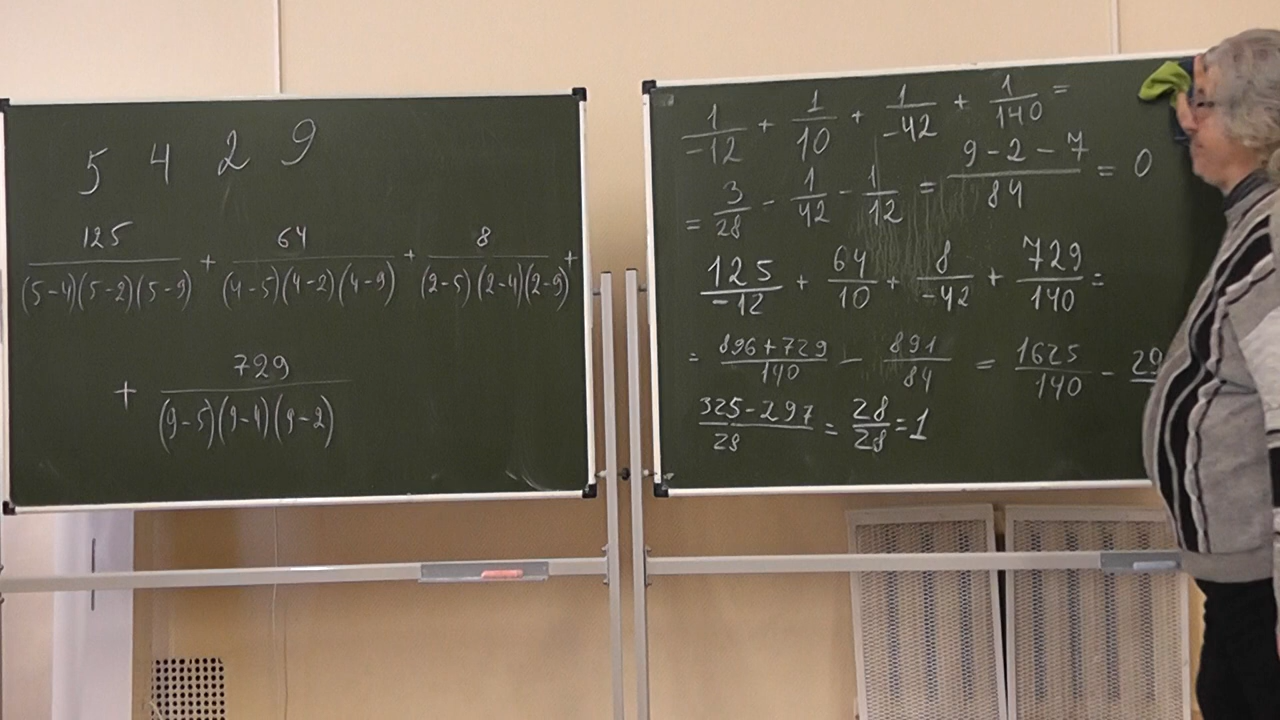 5 4 2 9
125/((5-4)(5-2)(5-9)) + 64/((4-5)(4-2)(4-9)) + 8/((2-5)(2-4)(2-9)) +
+ 729/((9-5)(9-4)(9-2))
1/-12 + 1/10 + 1/-42 + 1/140 =
= 3/28 - 1/42 - 1/12 = (9-2-7)/84 = 0
125/-12 + 64/10 + 8/-42 + 729/140 =
= (896+729)/140 - 891/84 = 1625/140 - 29
(325-297)/28 = 28/28 = 1